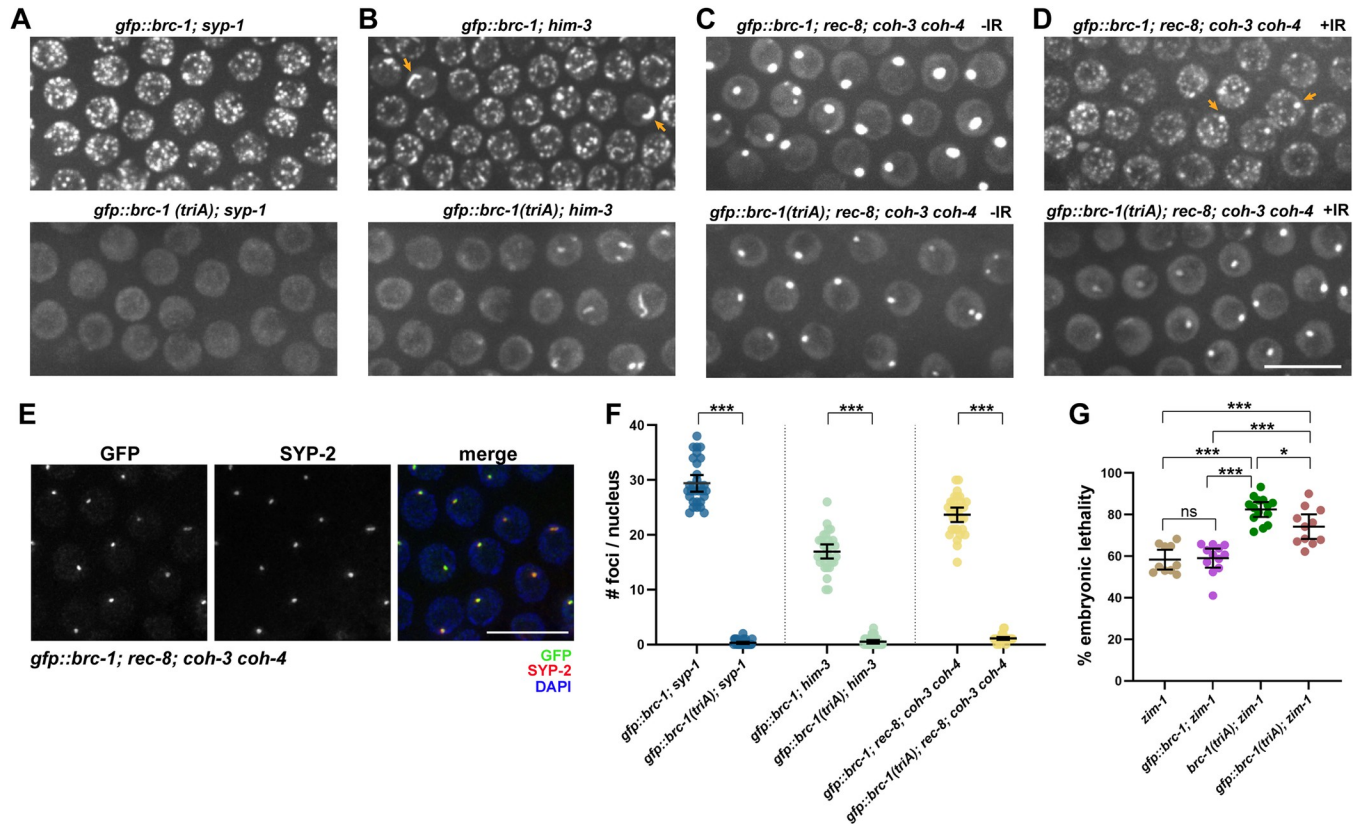 A
gfp::brc-1; syp-1
gfp::brc-1 (triA); syp-1
B
gfp::brc-1; him-3
gfp::brc-1(triA); him-3
C
gfp::brc-1; rec-8; coh-3 coh-4 -IR
gfp::brc-1(triA); rec-8; coh-3 coh-4 -IR
D
gfp::brc-1; rec-8; coh-3 coh-4 +IR
gfp::brc-1(triA); rec-8; coh-3 coh-4 +IR
E
GFP
SYP-2
merge
gfp::brc-1; rec-8; coh-3 coh-4
GFP
SYP-2
DAPI
F
***
***
***
# foci / nucleus
40
30
20
10
0
gfp::brc-1; syp-1
gfp::brc-1(triA); syp-1
gfp::brc-1; him-3
gfp::brc-1(triA); him-3
gfp::brc-1; rec-8; coh-3 coh-4
gfp::brc-1(triA); rec-8; coh-3 coh-4
G
***
***
***
*
***
ns
% embryonic lethality
100
80
60
40
20
0
zim-1
gfp::brc-1; zim-1
brc-1(triA); zim-1
gfp::brc-1(triA); zim-1